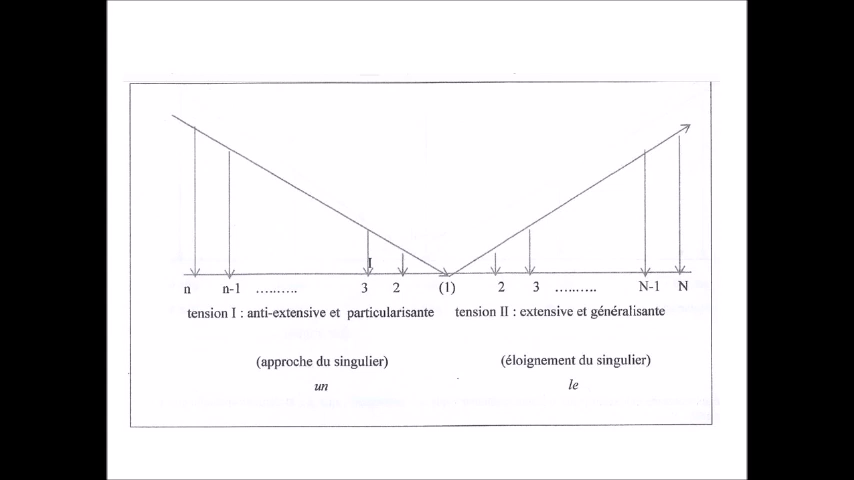 I
n n-1 .......... 3 2 (1) 2 3 .......... N-1 N
tension I : anti-extensive et particularisante tension II : extensive et généralisante
(approche du singulier) (éloignement du singulier)
un le